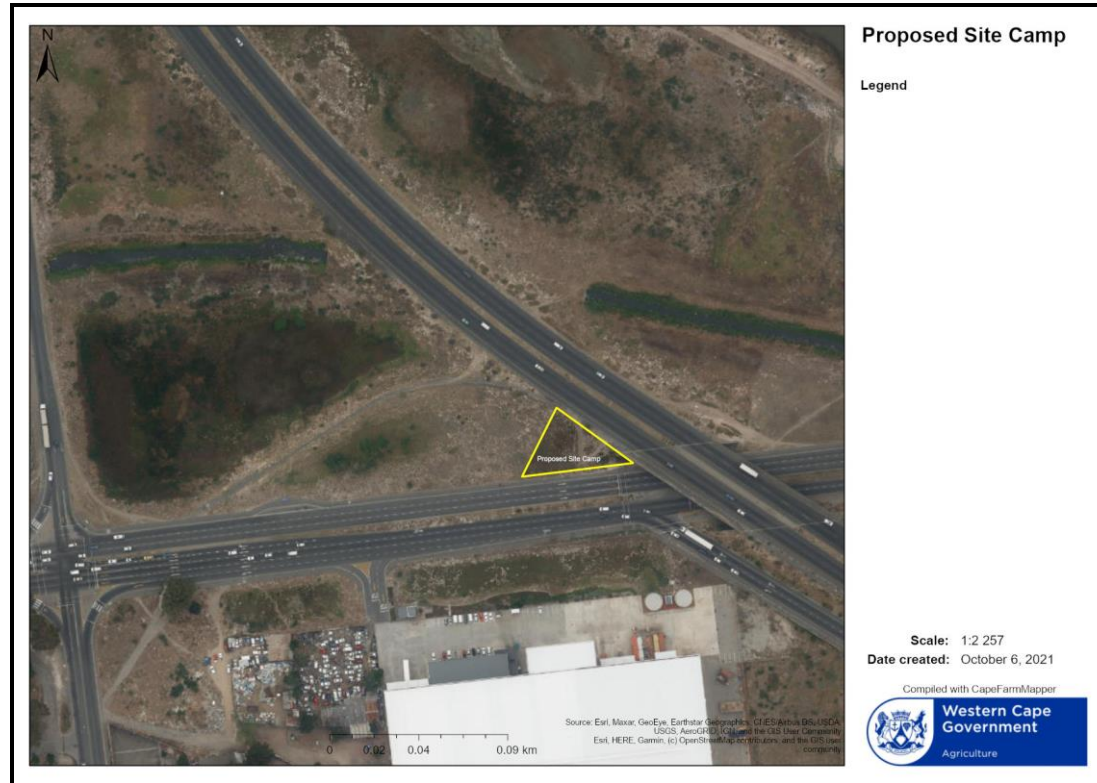 N
Proposed Site Camp
Legend
Proposed Site Camp
Scale: 1:2 257
Date created: October 6, 2021
Compiled with CapeFarmMapper
Western Cape
Government
Agriculture
0 0.02 0.04 0.09 km
Source: Esri, Maxar, GeoEye, Earthstar Geographics, CNES/Airbus DS, USDA,
USGS, AeroGRID, IGN, and the GIS User Community
Esri, HERE, Garmin, (c) OpenStreetMap contributors, and the GIS user
community